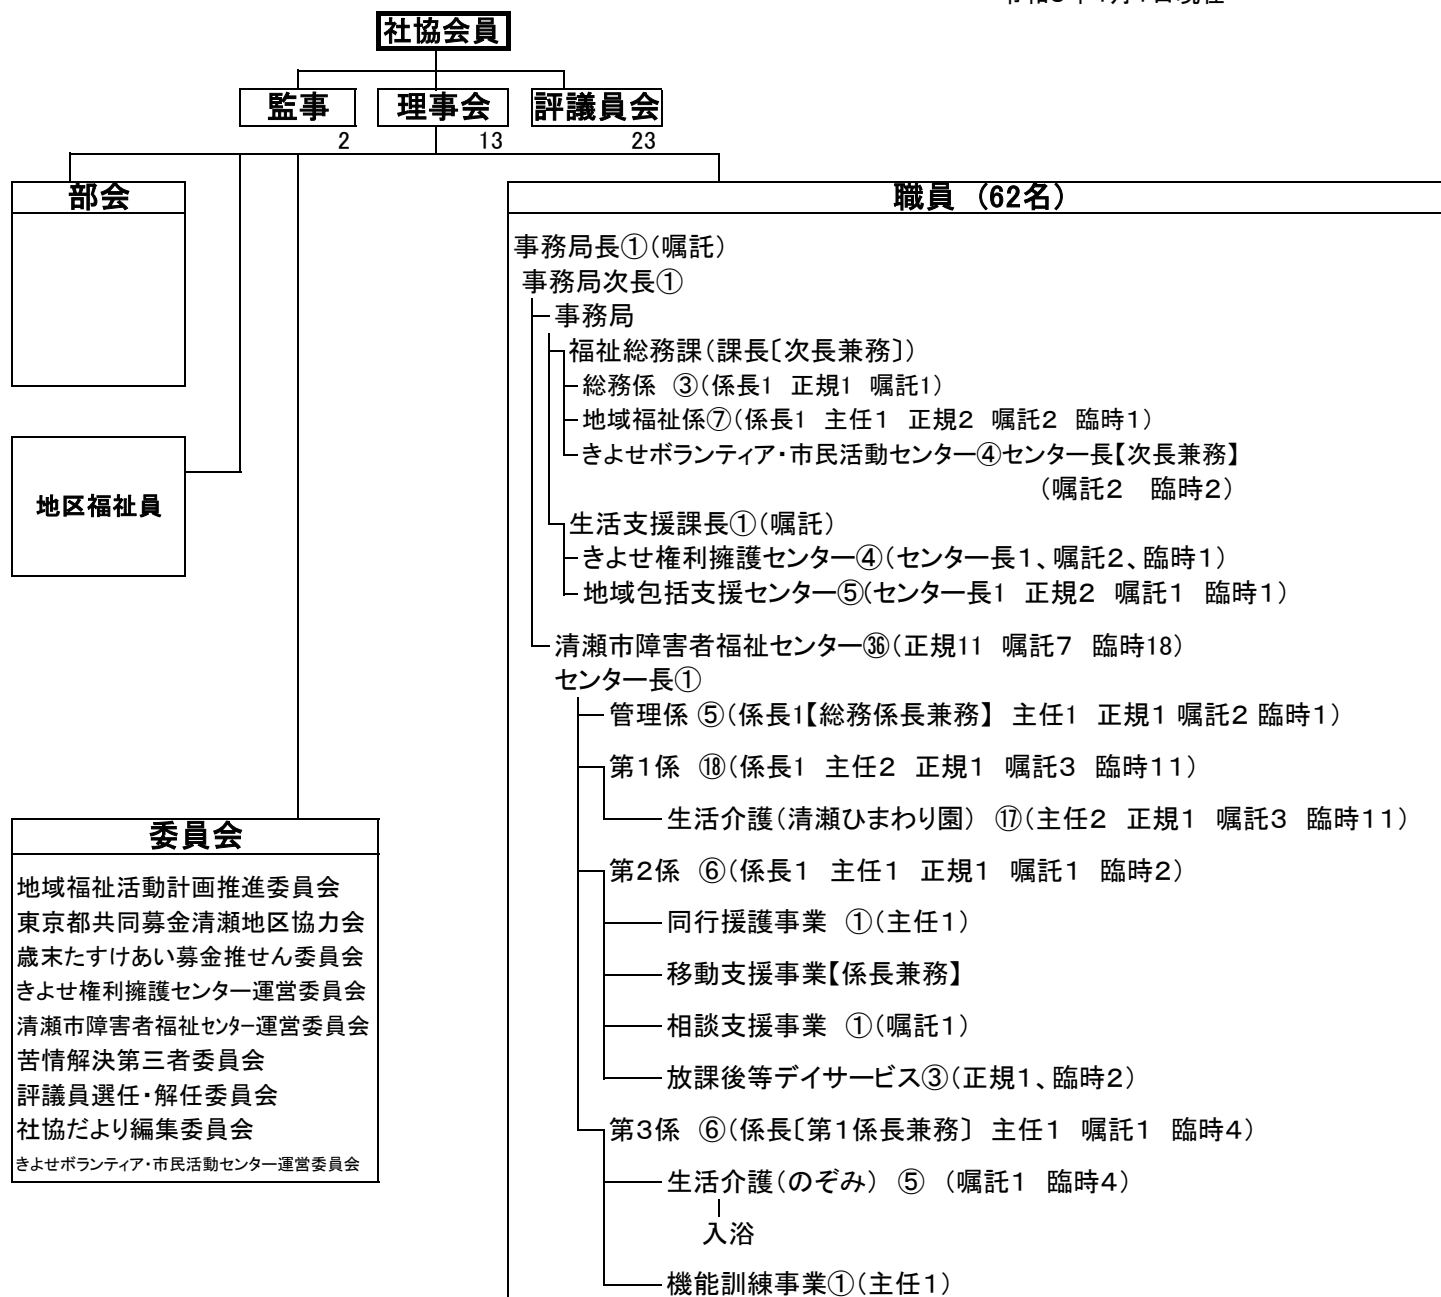 社協会員
監事
理事会
評議員会
2
13
23
部会
職員 (62名)
事務局長①(嘱託)
事務局次長①
事務局
福祉総務課(課長〔次長兼務〕)
総務係 ③(係長1 正規1 嘱託1)
地域福祉係⑦(係長1 主任1 正規2 嘱託2 臨時1)
きよせボランティア・市民活動センター④センター長【次長兼務】
(嘱託2 臨時2)
地区福祉員
生活支援課長①(嘱託)
きよせ権利擁護センター④(センター長1、嘱託2、臨時1)
地域包括支援センター⑤(センター長1 正規2 嘱託1 臨時1)
清瀬市障害者福祉センター㊱(正規11 嘱託7 臨時18)
センター長①
管理係 ⑤(係長1【総務係長兼務】 主任1 正規1 嘱託2 臨時1)
第1係 ⑱(係長1 主任2 正規1 嘱託3 臨時11)
生活介護(清瀬ひまわり園) ⑰(主任2 正規1 嘱託3 臨時11)
第2係 ⑥(係長1 主任1 正規1 嘱託1 臨時2)
同行援護事業 ①(主任1)
移動支援事業【係長兼務】
相談支援事業 ①(嘱託1)
放課後等デイサービス③(正規1、臨時2)
第3係 ⑥(係長〔第1係長兼務〕 主任1 嘱託1 臨時4)
生活介護(のぞみ) ⑤ (嘱託1 臨時4)
入浴
機能訓練事業①(主任1)
委員会
地域福祉活動計画推進委員会
東京都共同募金清瀬地区協力会
歳末たすけあい募金推せん委員会
きよせ権利擁護センター運営委員会
清瀬市障害者福祉センター運営委員会
苦情解決第三者委員会
評議員選任・解任委員会
社協だより編集委員会
きよせボランティア・市民活動センター運営委員会